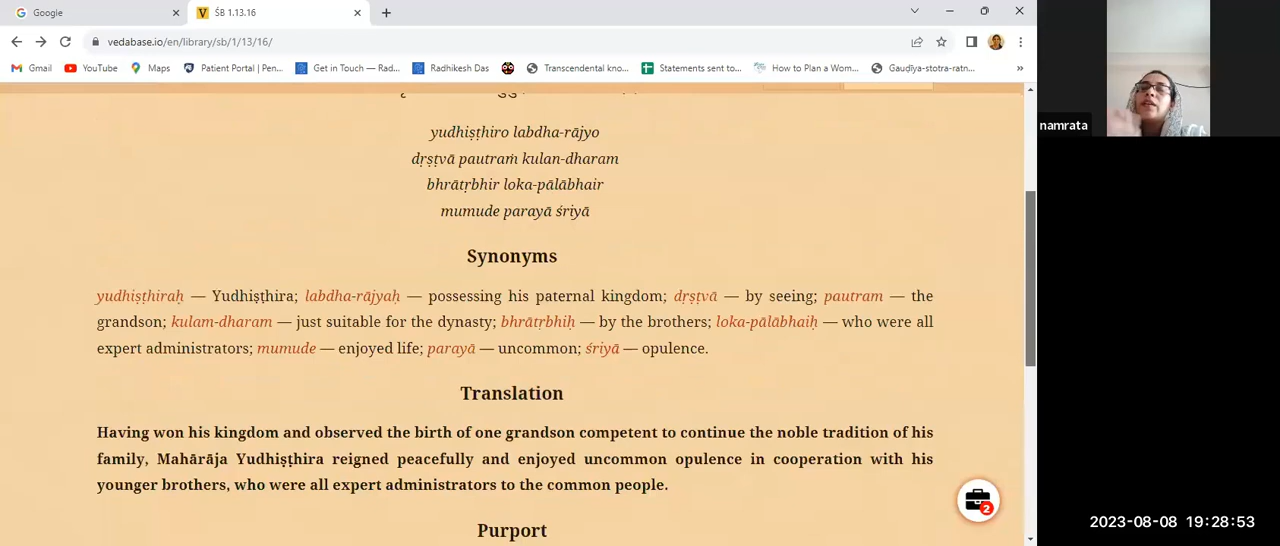 Google
ŚB 1.13.16
vedabase.io/en/library/sb/1/13/16/
Gmail
YouTube
Maps
Patient Portal | Pen...
Get in Touch — Rad...
Radhikesh Das
Transcendental kno...
Statements sent to...
How to Plan a Wom...
Gauḍīya-stotra-ratn...
»
namrata
yudhiṣṭhiro labdha-rājyo
dṛṣṭvā pautraṁ kulan-dharam
bhrātṛbhir loka-pālābhair
mumude parayā śriyā
Synonyms
yudhiṣṭhiraḥ — Yudhiṣṭhira; labdha-rājyaḥ — possessing his paternal kingdom; dṛṣṭvā — by seeing; pautram — the
grandson; kulam-dharam — just suitable for the dynasty; bhrātṛbhiḥ — by the brothers; loka-pālābhaiḥ — who were all
expert administrators; mumude — enjoyed life; parayā — uncommon; śriyā — opulence.
Translation
Having won his kingdom and observed the birth of one grandson competent to continue the noble tradition of his
family, Mahārāja Yudhiṣṭhira reigned peacefully and enjoyed uncommon opulence in cooperation with his
younger brothers, who were all expert administrators to the common people.
2
Purport
2023-08-08 19:28:53